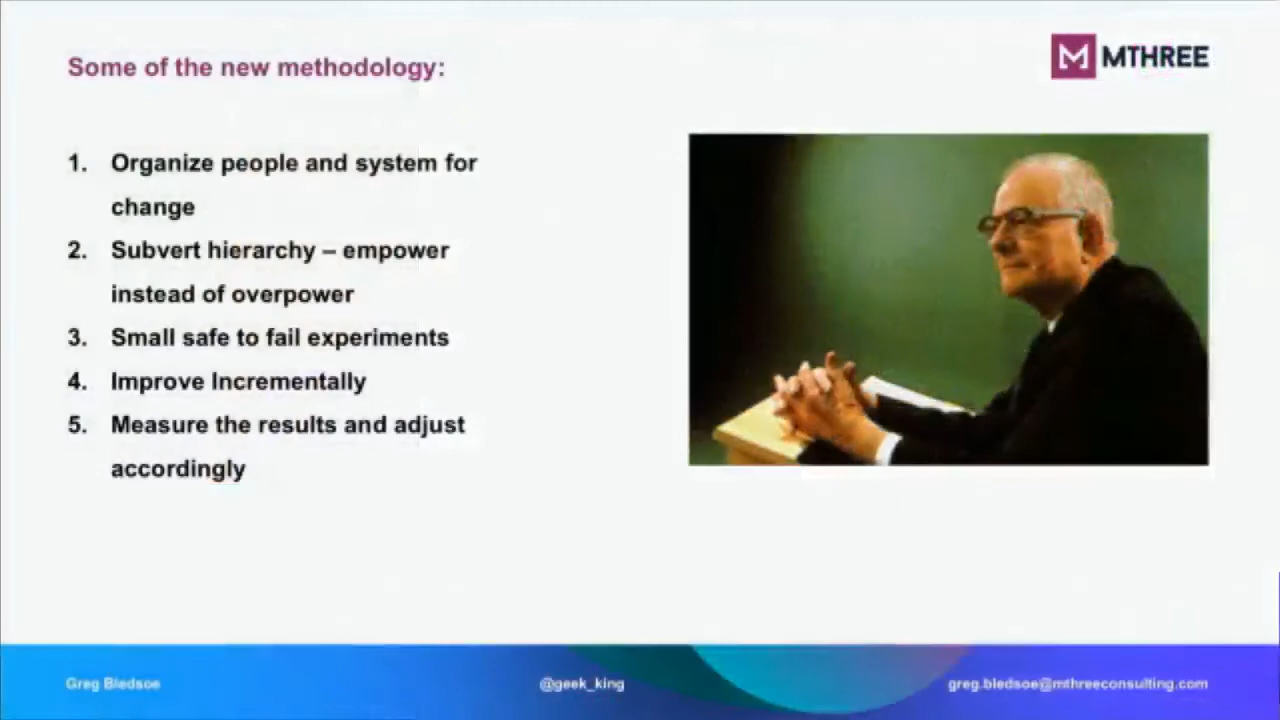 Some of the new methodology:
MTHREE
1. Organize people and system for
change
2. Subvert hierarchy – empower
instead of overpower
3. Small safe to fail experiments
4. Improve Incrementally
5. Measure the results and adjust
accordingly
Greg Bledsoe
@geek_king
greg.bledsoe@mthreeconsulting.com